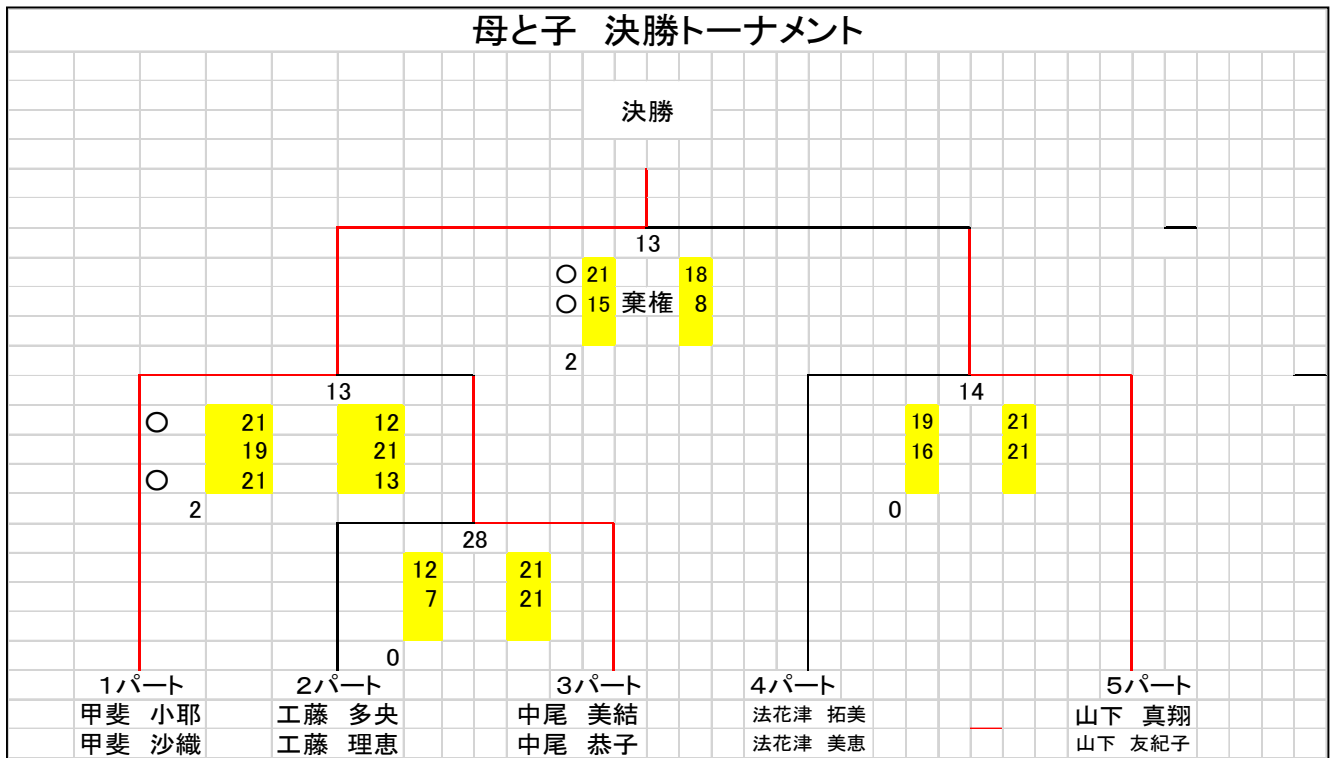 母と子 決勝トーナメント
決勝
13
○ 21 18
○ 15 棄権 8
2
13 14
○ 21 12 19 21
19 21 16 21
○ 21 13
2 0
28
12 21
7 21
0
1パート 2パート 3パート 4パート 5パート
甲斐 小耶 工藤 多央 中尾 美結 法花津 拓美 山下 真翔
甲斐 沙織 工藤 理恵 中尾 恭子 法花津 美恵 山下 友紀子